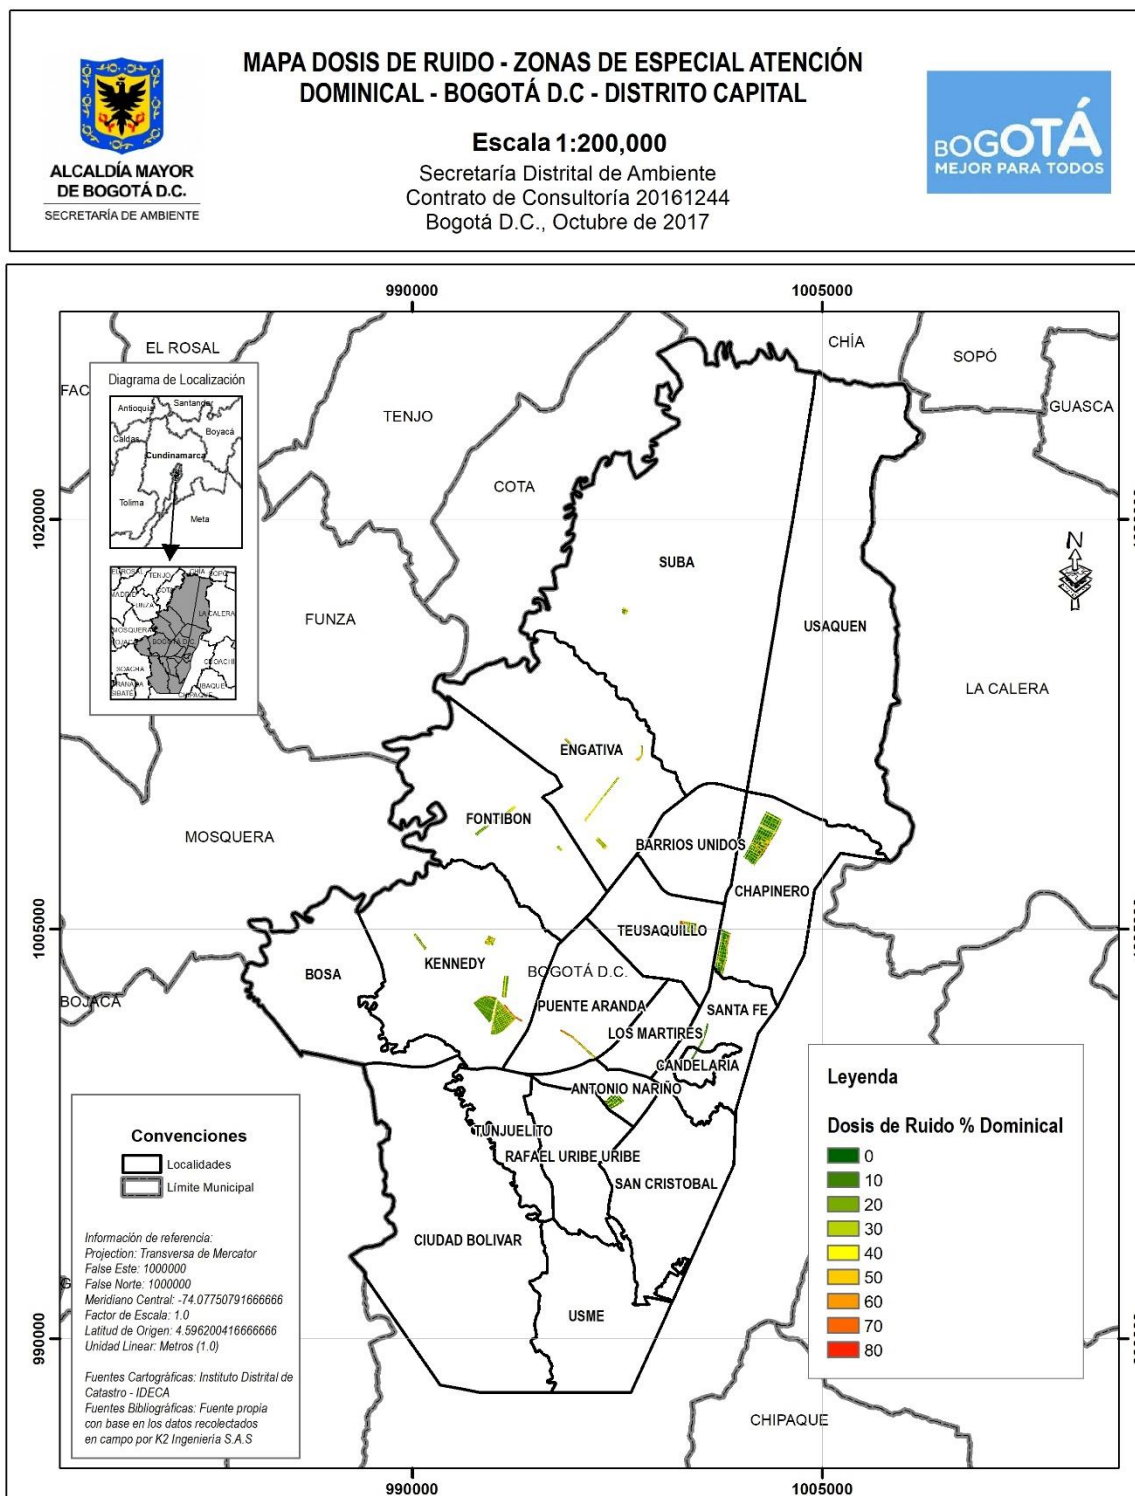 MAPA DOSIS DE RUIDO - ZONAS DE ESPECIAL ATENCIÓN
DOMINICAL - BOGOTÁ D.C - DISTRITO CAPITAL
Escala 1:200,000
Secretaría Distrital de Ambiente
Contrato de Consultoría 20161244
Bogotá D.C., Octubre de 2017
ALCALDÍA MAYOR
DE BOGOTÁ D.C.
SECRETARÍA DE AMBIENTE
BOGOTÁ
MEJOR PARA TODOS
990000
1005000
EL ROSAL
CHÍA
SOPÓ
FAC
GUASCA
TENJO
COTA
Diagrama de Localización
Antioquia
Santander
Caldas
Boyacá
Cundinamarca
Tolima
Meta
TENJO
CHÍA
SOPÓ
LA CALERA
MOSQUERA
BOGOTÁ D.C.
SOACHA
1020000
SUBA
USAQUEN
FUNZA
LA CALERA
ENGATIVA
FONTIBON
MOSQUERA
BARRIOS UNIDOS
CHAPINERO
1005000
TEUSAQUILLO
KENNEDY
BOSA
BOGOTÁ D.C.
BOJACÁ
PUENTE ARANDA
SANTA FE
LOS MARTIRES
CANDELARIA
ANTONIO NARIÑO
TUNJUELITO
RAFAEL URIBE URIBE
SAN CRISTOBAL
CIUDAD BOLIVAR
USME
990000
CHIPAQUE
Convenciones
Localidades
Límite Municipal
Información de referencia:
Projection: Transversa de Mercator
False Este: 1000000
False Norte: 1000000
Meridiano Central: -74.07750791666666
Factor de Escala: 1.0
Latitud de Origen: 4.596200416666666
Unidad Linear: Metros (1.0)
Fuentes Cartográficas: Instituto Distrital de
Catastro - IDECA
Fuentes Bibliográficas: Fuente propia
con base en los datos recolectados
en campo por K2 Ingeniería S.A.S
Leyenda
Dosis de Ruido % Dominical
0
10
20
30
40
50
60
70
80
N
990000
1005000